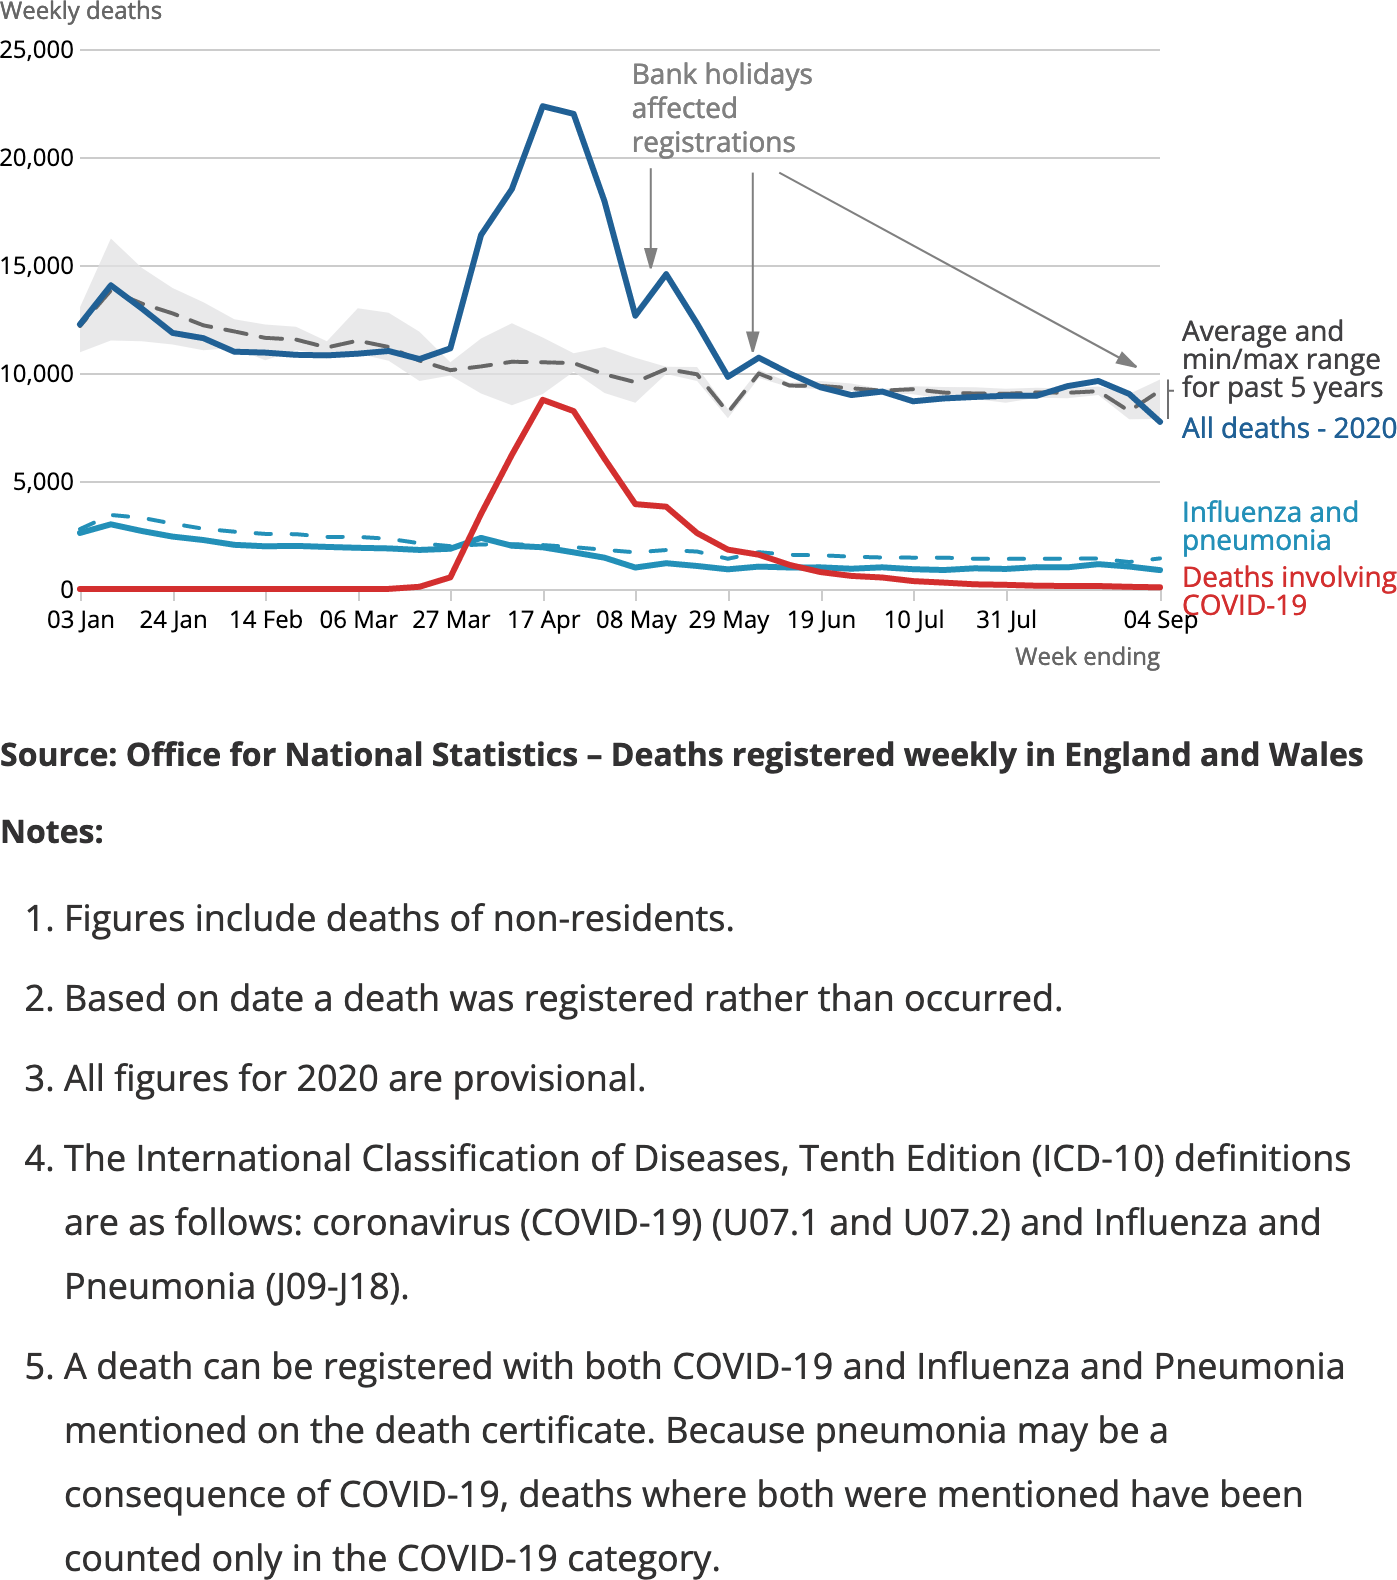 Weekly deaths
25,000
Bank holidays
affected
registrations
20,000
15,000
10,000
5,000
0
Average and
min/max range
for past 5 years
All deaths - 2020
Influenza and
pneumonia
Deaths involving
COVID-19
03 Jan 24 Jan 14 Feb 06 Mar 27 Mar 17 Apr 08 May 29 May 19 Jun 10 Jul 31 Jul 04 Sep
Week ending
Source: Office for National Statistics – Deaths registered weekly in England and Wales
Notes:
1. Figures include deaths of non-residents.
2. Based on date a death was registered rather than occurred.
3. All figures for 2020 are provisional.
4. The International Classification of Diseases, Tenth Edition (ICD-10) definitions
are as follows: coronavirus (COVID-19) (U07.1 and U07.2) and Influenza and
Pneumonia (J09-J18).
5. A death can be registered with both COVID-19 and Influenza and Pneumonia
mentioned on the death certificate. Because pneumonia may be a
consequence of COVID-19, deaths where both were mentioned have been
counted only in the COVID-19 category.